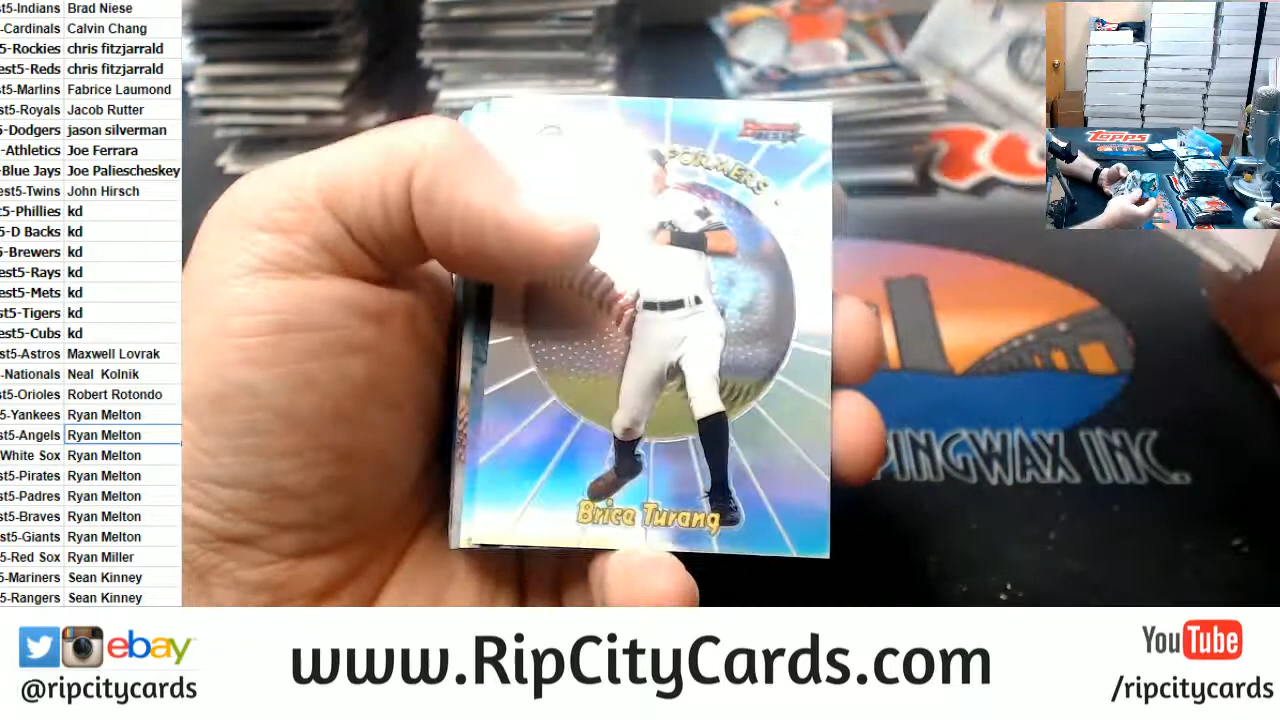 st5-Indians Brad Niese
-Cardinals Calvin Chang
5-Rockies chris fitzjarrald
est5-Reds chris fitzjarrald
st5-Marlins Fabrice Laumond
st5-Royals Jacob Rutter
5-Dodgers jason silverman
-Athletics Joe Ferrara
-Blue Jays Joe Paliescheskey
est5-Twins John Hirsch
t5-Phillies kd
5-D Backs kd
5-Brewers kd
est5-Rays kd
est5-Mets kd
st5-Tigers kd
est5-Cubs kd
st5-Astros Maxwell Lovrak
-Nationals Neal Kolnik
5-Orioles Robert Rotondo
5-Yankees Ryan Melton
st5-Angels Ryan Melton
White Sox Ryan Melton
st5-Pirates Ryan Melton
t5-Padres Ryan Melton
t5-Braves Ryan Melton
st5-Giants Ryan Melton
5-Red Sox Ryan Miller
5-Mariners Sean Kinney
5-Rangers Sean Kinney
Bowman's
BEST
FORMERS
Brice Turang
PINGWAX INC.
TOPPS
ebay
@ripcitycards
www.RipCityCards.com
YouTube
/ripcitycards